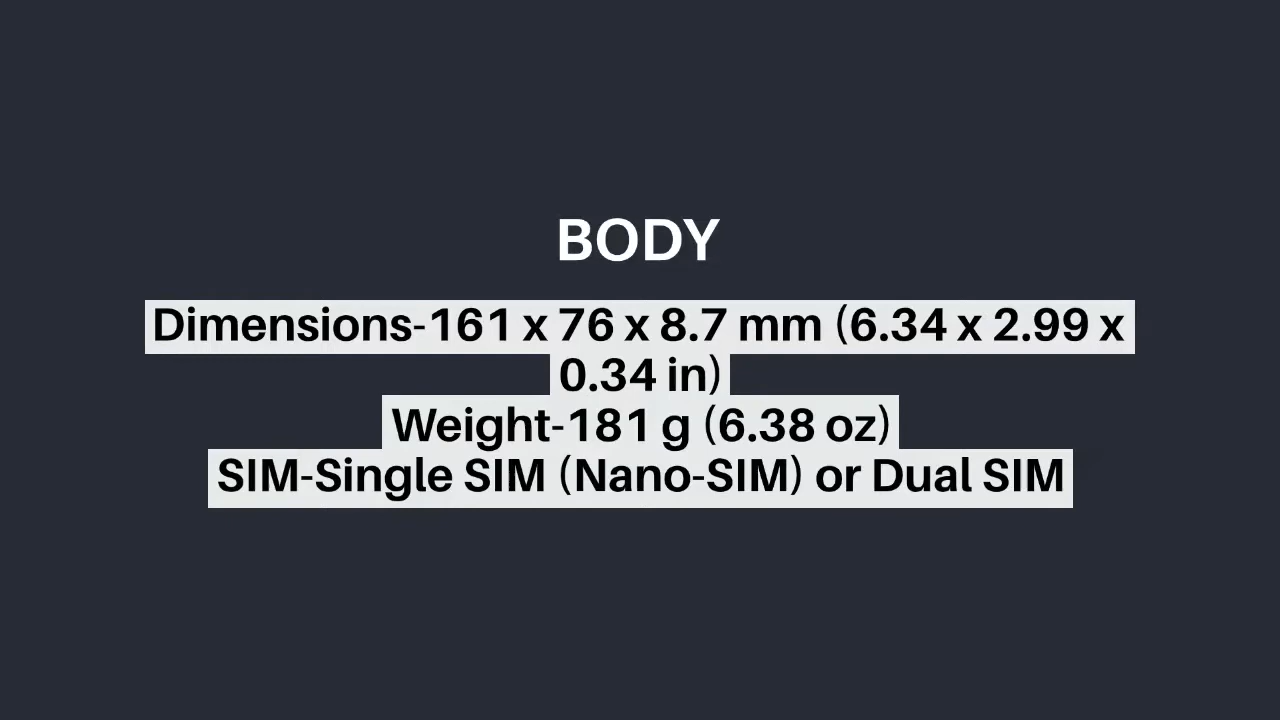 BODY
Dimensions-161 x 76 x 8.7 mm (6.34 x 2.99 x
0.34 in)
Weight-181 g (6.38 oz)
SIM-Single SIM (Nano-SIM) or Dual SIM